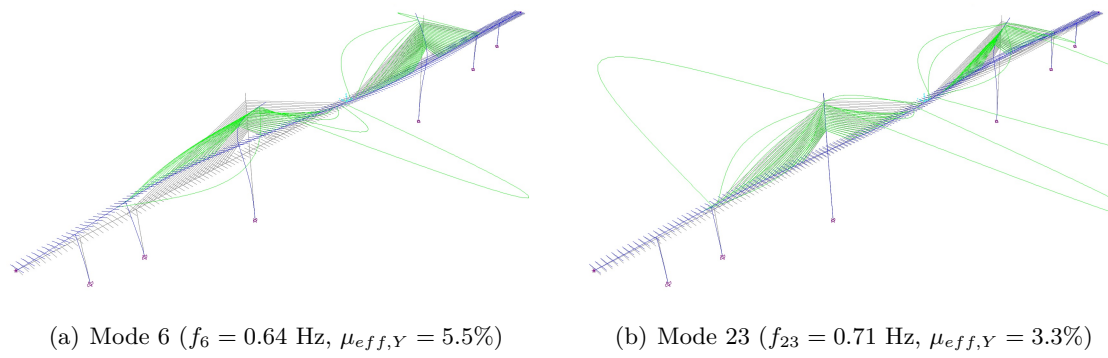 (a) Mode 6 (f₆ = 0.64 Hz, μ_{eff,Y} = 5.5%)
(b) Mode 23 (f₂₃ = 0.71 Hz, μ_{eff,Y} = 3.3%)